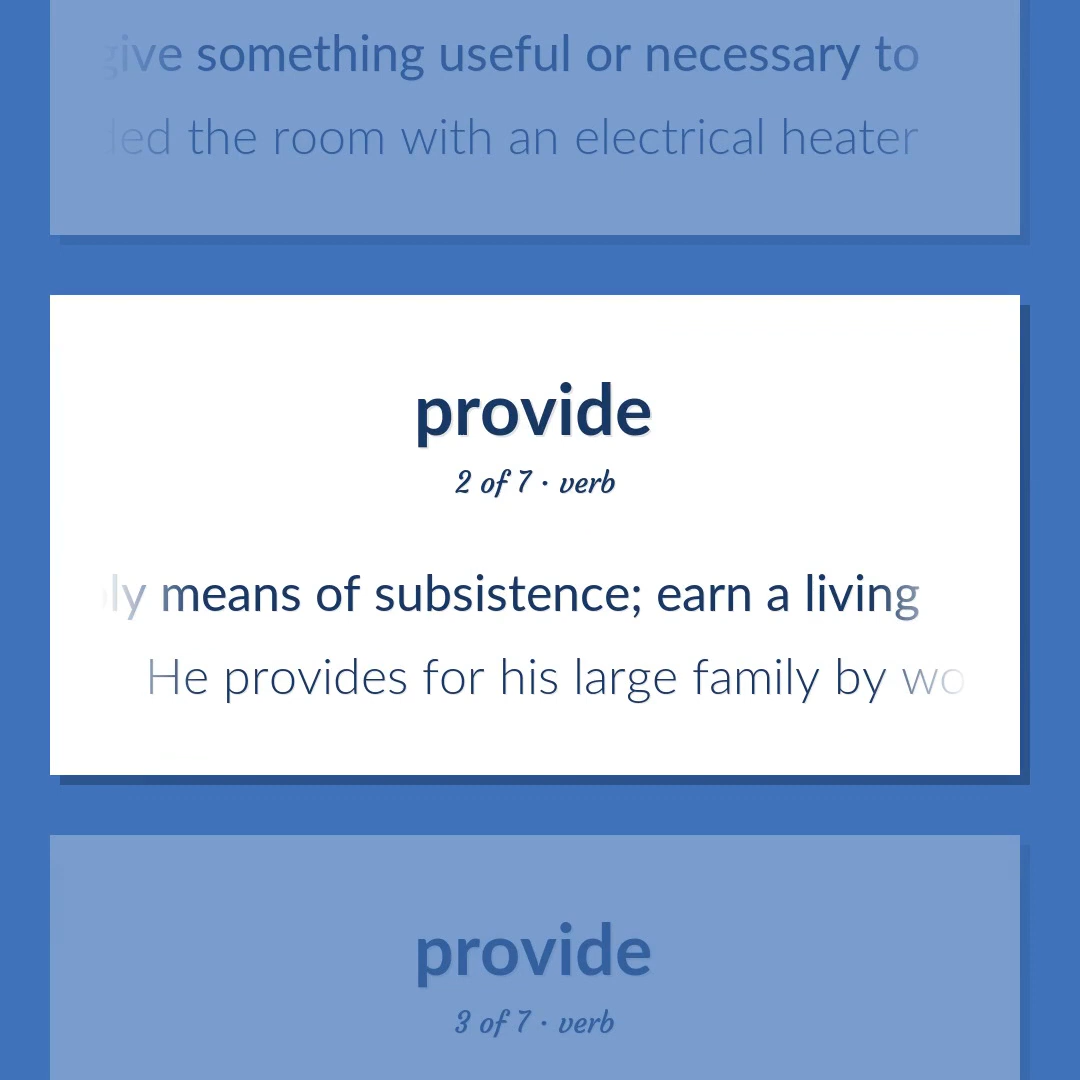 give something useful or necessary to
the room with an electrical heater
provide
2 of 7 · verb
means of subsistence; earn a living
He provides for his large family by
provide
3 of 7 · verb